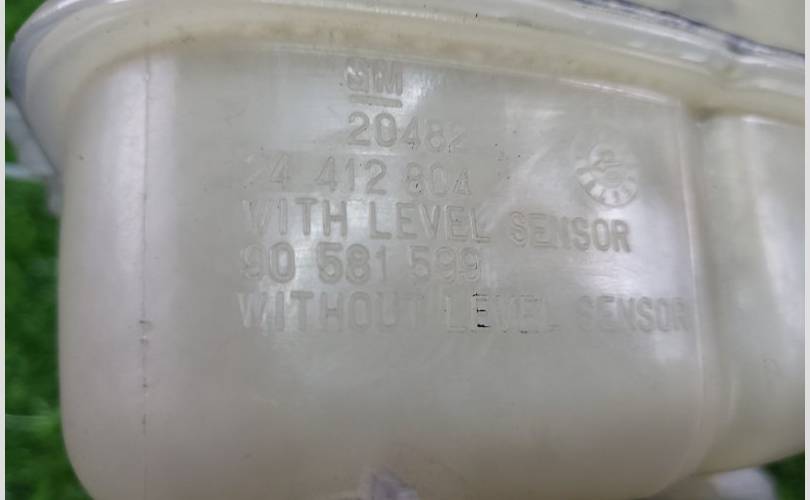 GM
20482
24 412 804
WITH LEVEL SENSOR
90 581 599
WITHOUT LEVEL SENSOR